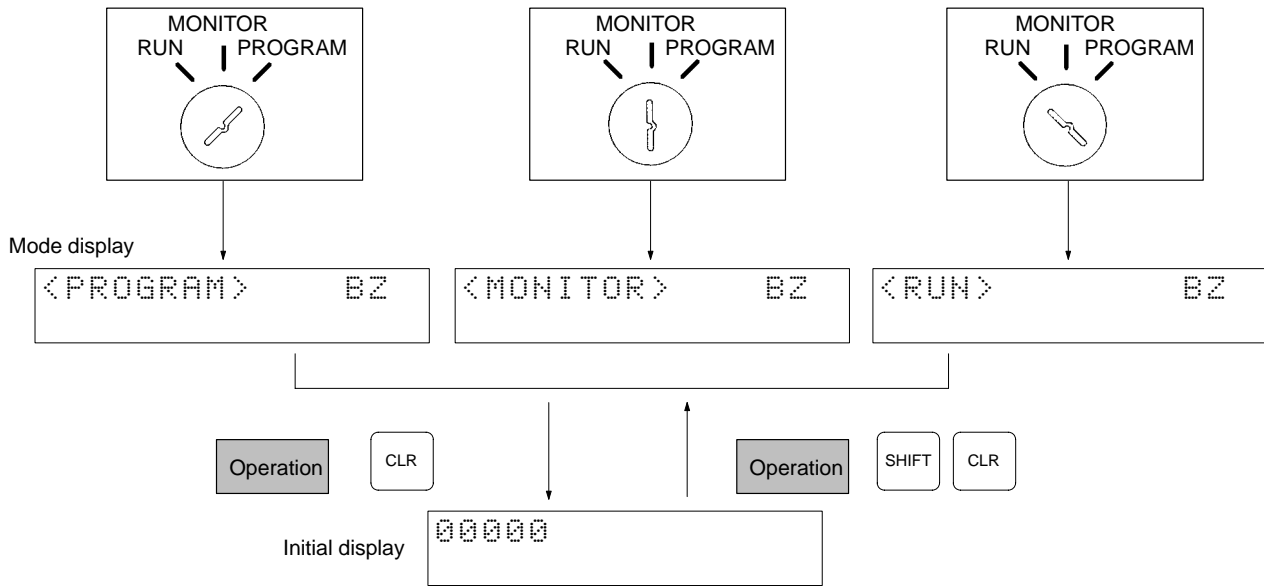 MONITOR
RUN PROGRAM
MONITOR
RUN PROGRAM
MONITOR
RUN PROGRAM
Mode display
<PROGRAM> BZ
<MONITOR> BZ
<RUN> BZ
Operation CLR
Operation SHIFT CLR
Initial display 00000